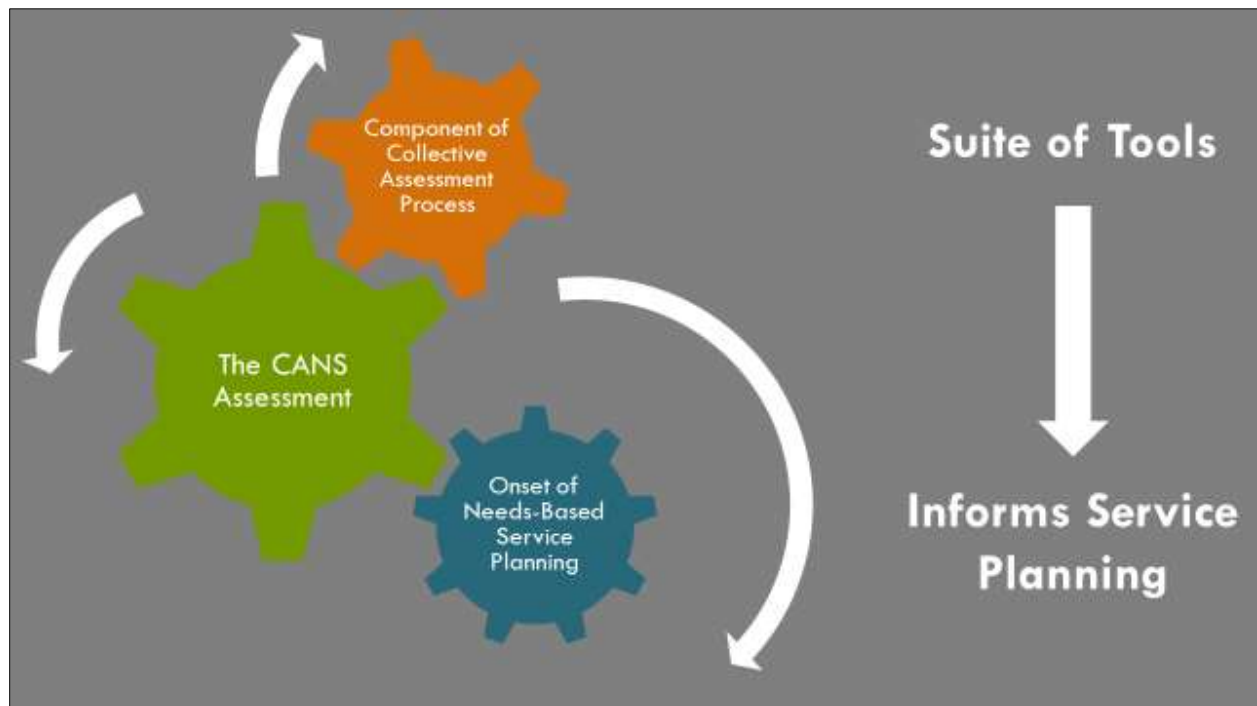 Component of
Collective
Assessment
Process
The CANS
Assessment
Onset of
Needs-Based
Service
Planning
Suite of Tools
Informs Service
Planning